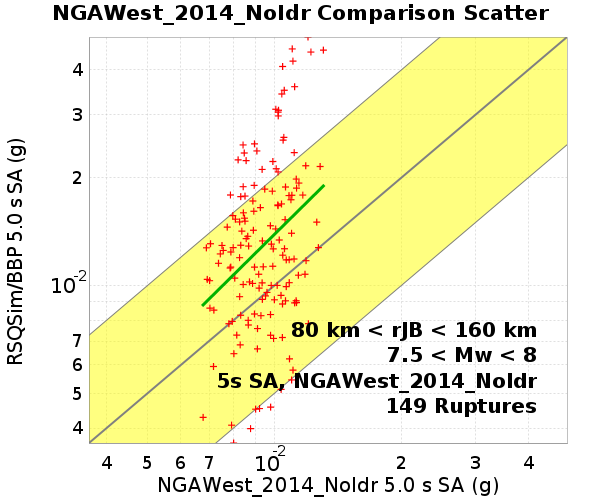 NGAWest_2014_NoIdr Comparison Scatter
RSQSim/BBP 5.0 s SA (g)
4
3
2
10⁻²
7
6
5
4
80 km < rJB < 160 km
7.5 < Mw < 8
5s SA, NGAWest_2014_NoIdr
149 Ruptures
4 5 6 7 10⁻² 2 3 4
NGAWest_2014_NoIdr 5.0 s SA (g)